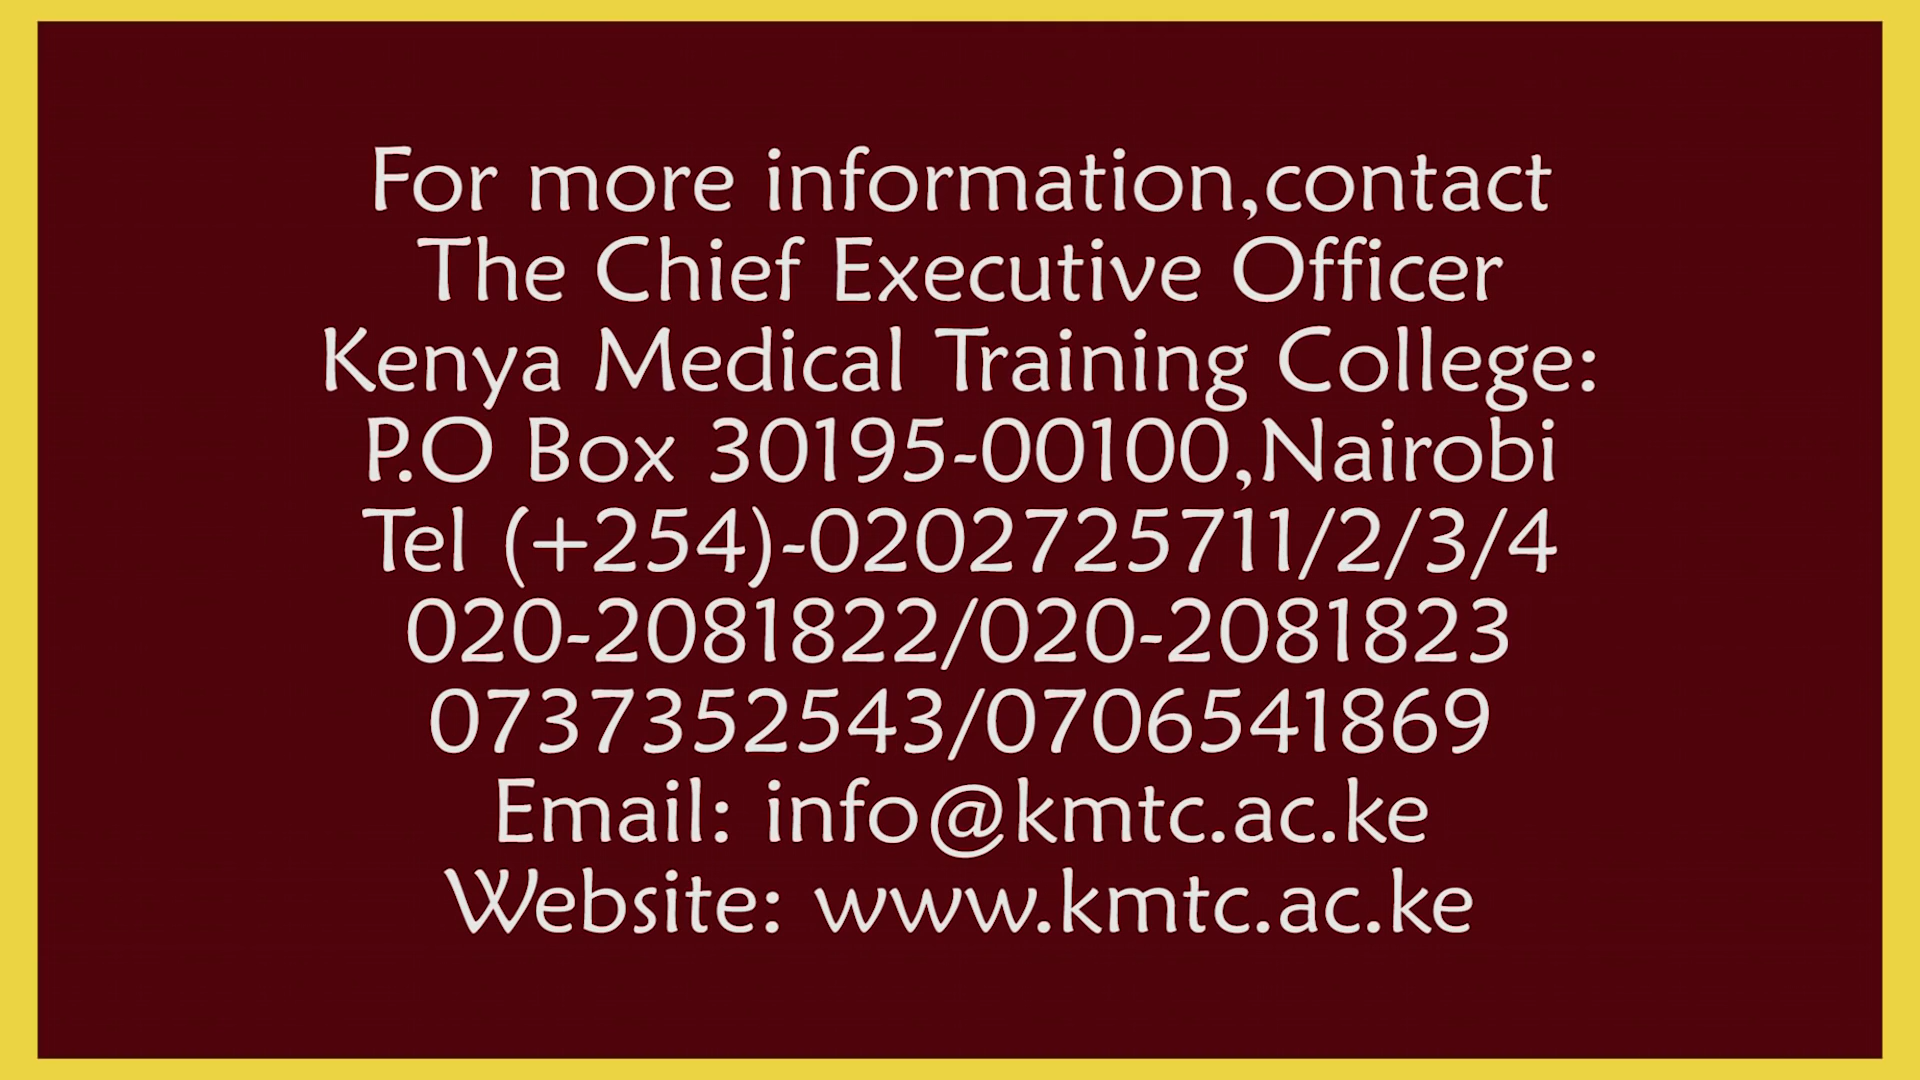 For more information,contact
The Chief Executive Officer
Kenya Medical Training College:
P.O Box 30195-00100,Nairobi
Tel (+254)-0202725711/2/3/4
020-2081822/020-2081823
0737352543/0706541869
Email: info@kmtc.ac.ke
Website: www.kmtc.ac.ke